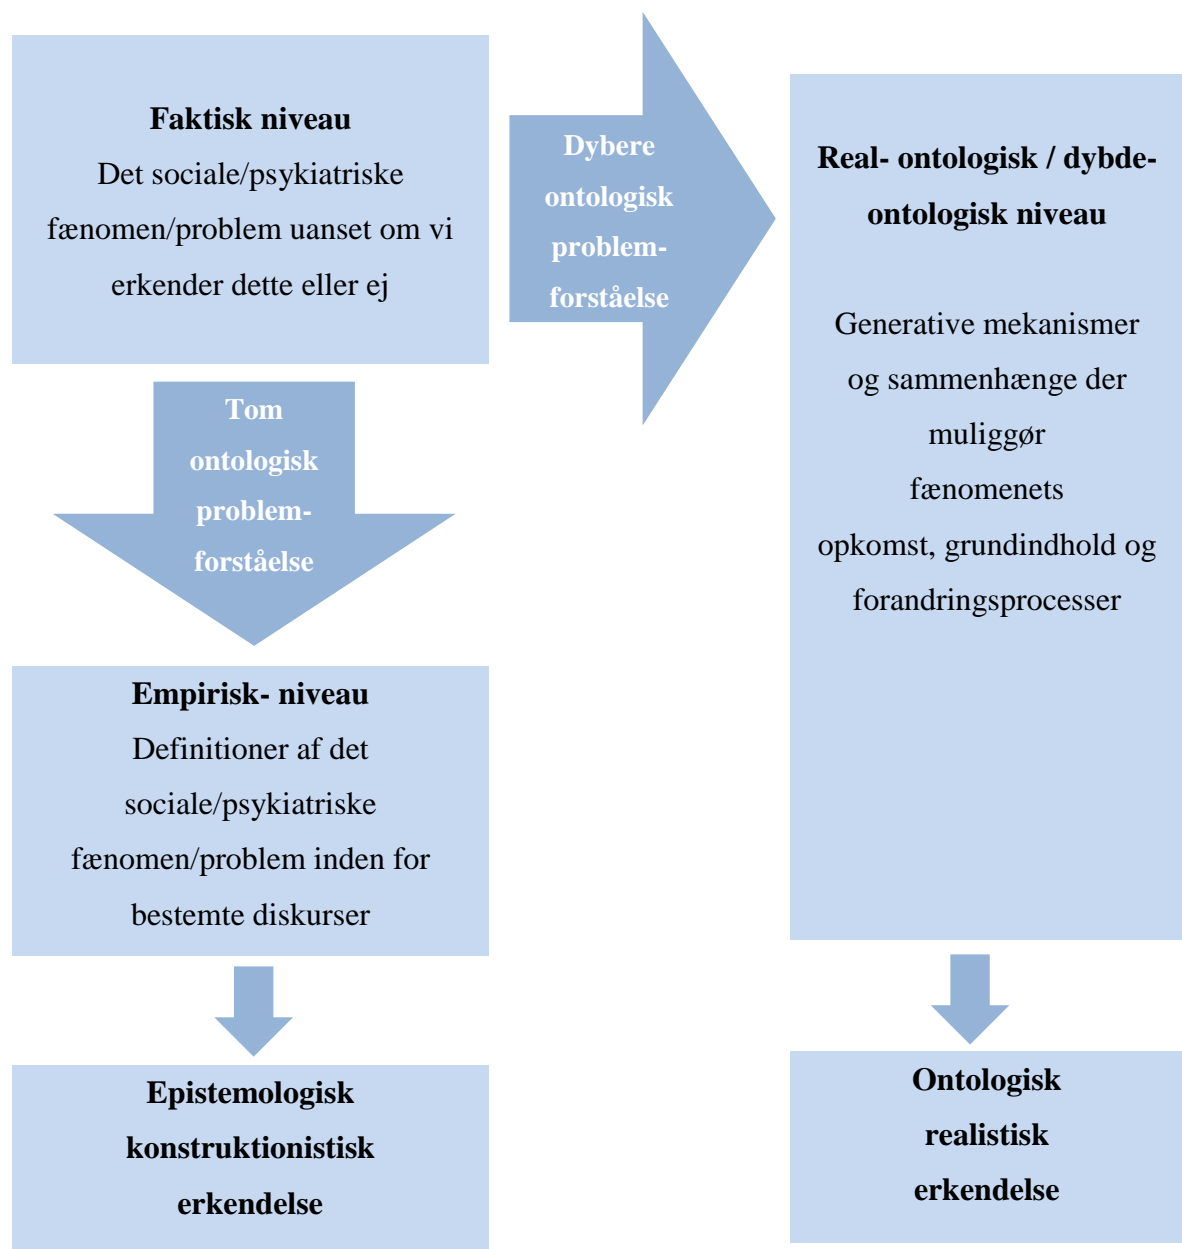 Faktisk niveau
Det sociale/psykiatriske
fænomen/problem uanset om vi
erkender dette eller ej
Dybere
ontologisk
problem-
forståelse
Real- ontologisk / dybde-
ontologisk niveau
Generative mekanismer
og sammenhænge der
muliggør
fænomenets
opkomst, grundindhold og
forandringsprocesser
Tom
ontologisk
problem-
forståelse
Empirisk- niveau
Definitioner af det
sociale/psykiatriske
fænomen/problem inden for
bestemte diskurser
Epistemologisk
konstruktionistisk
erkendelse
Ontologisk
realistisk
erkendelse